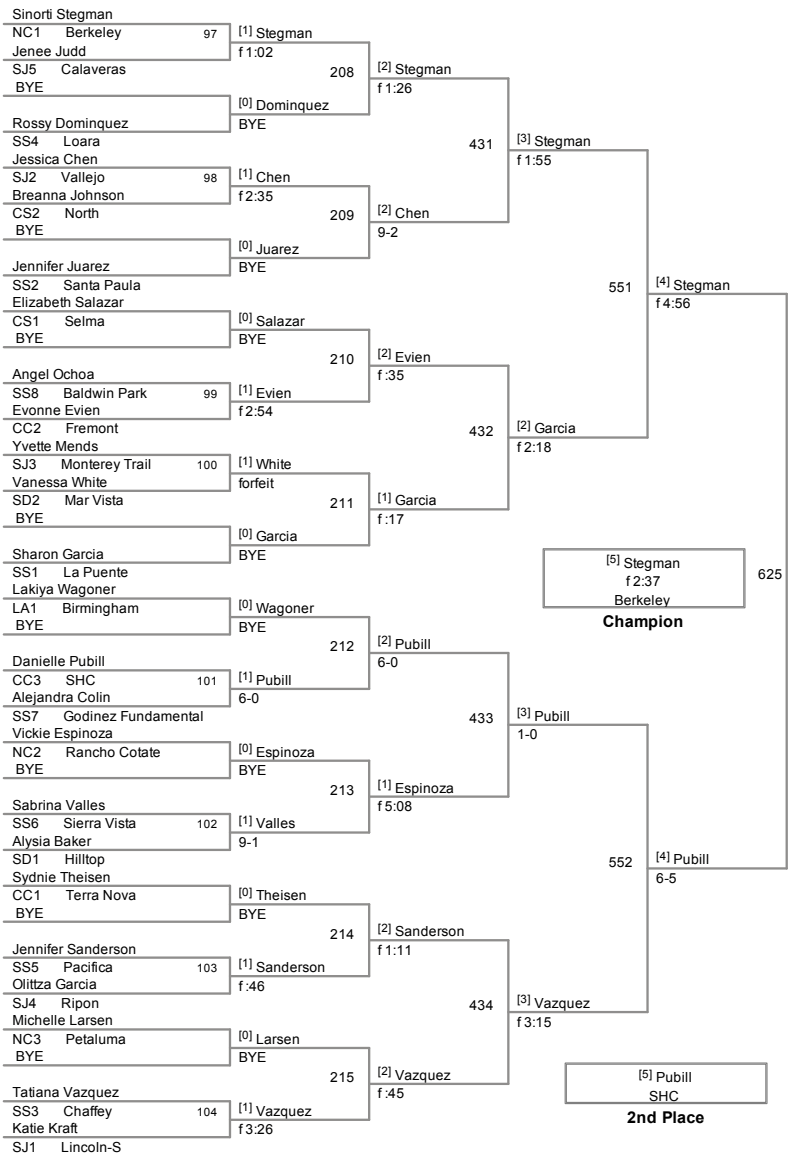 Sinorti Stegman
NC1 Berkeley 97
Jenee Judd
SJ5 Calaveras
BYE
Rossy Dominquez
SS4 Loara
Jessica Chen
SJ2 Vallejo 98
Breanna Johnson
CS2 North
BYE
Jennifer Juarez
SS2 Santa Paula
Elizabeth Salazar
CS1 Selma
BYE
Angel Ochoa
SS8 Baldwin Park 99
Evonne Evien
CC2 Fremont
Yvette Mends
SJ3 Monterey Trail 100
Vanessa White
SD2 Mar Vista
BYE
Sharon Garcia
SS1 La Puente
Lakiya Wagoner
LA1 Birmingham
BYE
Danielle Pubill
CC3 SHC 101
Alejandra Colin
SS7 Godinez Fundamental
Vickie Espinoza
NC2 Rancho Cotate
BYE
Sabrina Valles
SS6 Sierra Vista 102
Alysia Baker
SD1 Hilltop
Sydnie Theisen
CC1 Terra Nova
BYE
Jennifer Sanderson
SS5 Pacifica 103
Olittza Garcia
SJ4 Ripon
Michelle Larsen
NC3 Petaluma
BYE
Tatiana Vazquez
SS3 Chaffey 104
Katie Kraft
SJ1 Lincoln-S
[1] Stegman
f 1:02
208
[0] Dominquez
BYE
[1] Chen
f 2:35
209
[0] Juarez
BYE
[0] Salazar
BYE
210
[1] Evien
f 2:54
[1] White
forfeit
211
[0] Garcia
BYE
[0] Wagoner
BYE
212
[1] Pubill
6-0
[0] Espinoza
BYE
213
[1] Valles
9-1
[0] Theisen
BYE
214
[1] Sanderson
f :46
[0] Larsen
BYE
215
[1] Vazquez
f 3:26
[2] Stegman
f 1:26
431
[2] Chen
9-2
[2] Evien
f :35
432
[1] Garcia
f :17
[2] Pubill
6-0
433
[1] Espinoza
f 5:08
[2] Sanderson
f 1:11
434
[2] Vazquez
f :45
[3] Stegman
f 1:55
551
[2] Garcia
f 2:18
[3] Pubill
1-0
552
[3] Vazquez
f 3:15
[4] Stegman
f 4:56
625
[4] Pubill
6-5
[5] Stegman
f 2:37
Berkeley
Champion
[5] Pubill
SHC
2nd Place